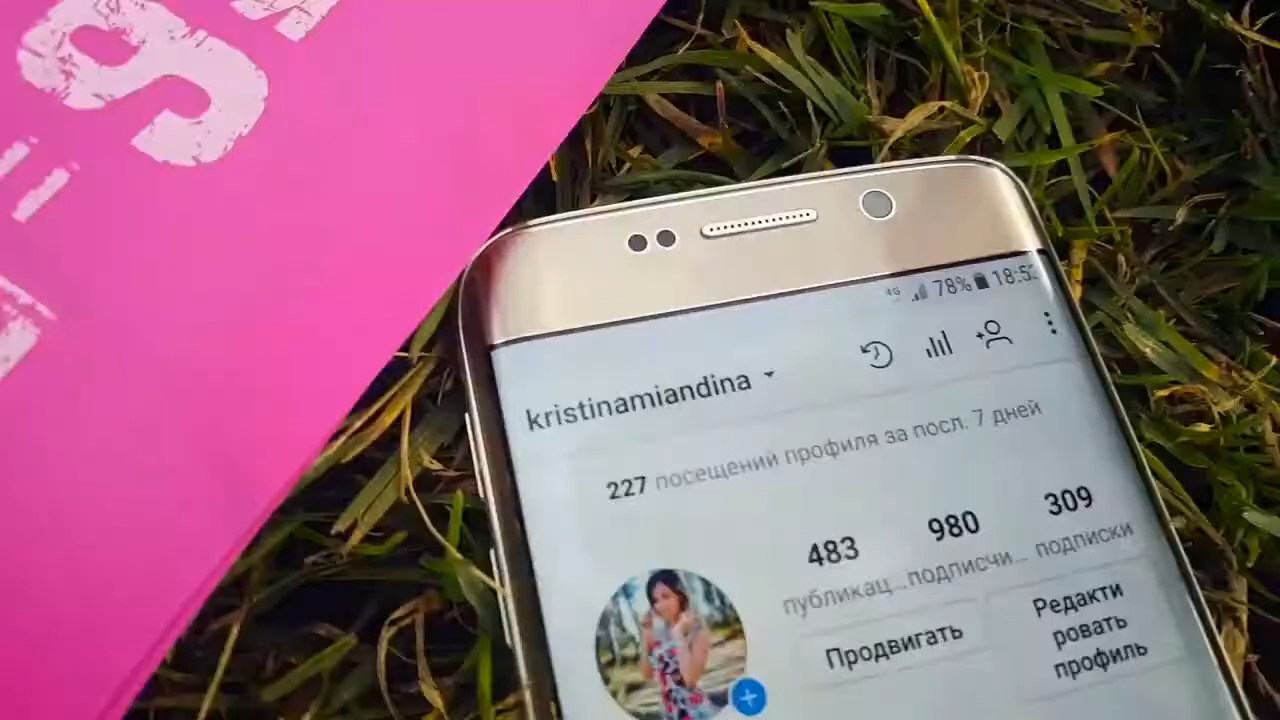 78% 18:5
kristinamiandina
227 посещений профиля за посл. 7 дней
483 980 309
публикац... подписчи... подписки
Продвигать
Редакти
ровать
профиль